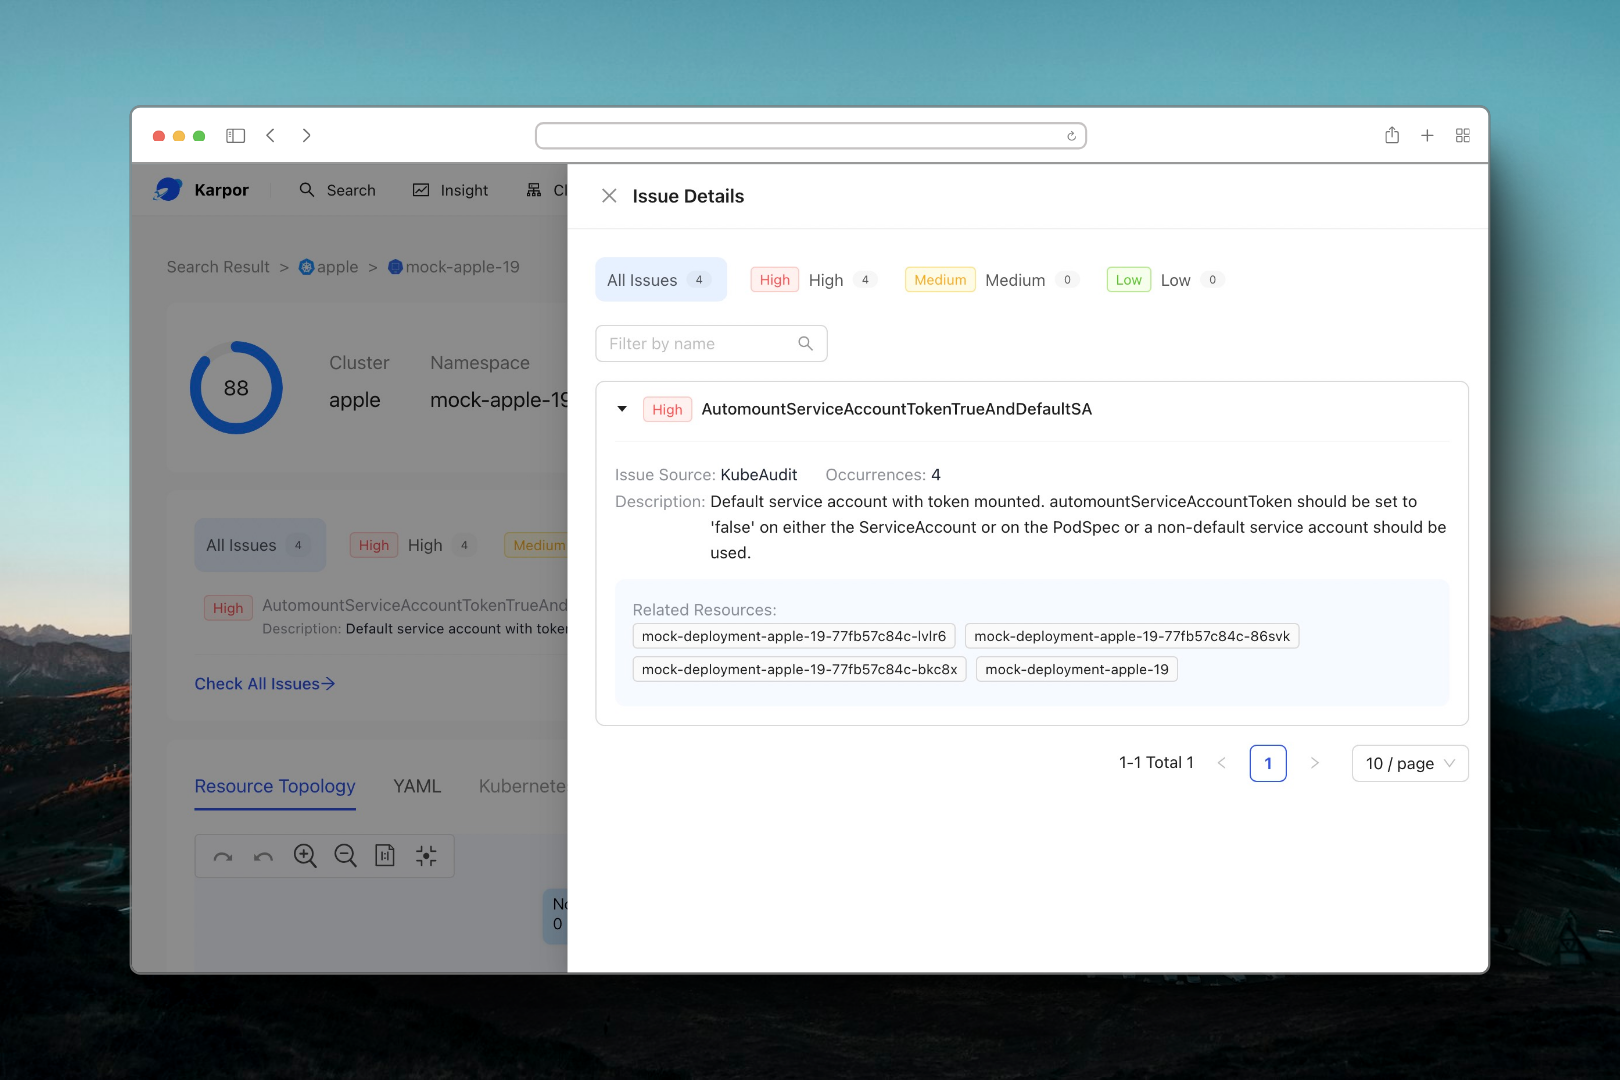 Karpor
Search
Insight
Search Result > apple > mock-apple-19
88
Cluster
Namespace
apple
mock-apple-19
All Issues 4
High High 4
Medium
High AutomountServiceAccountTokenTrueAnd
Description: Default service account with
Check All Issues→
Resource Topology
YAML
0
Issue Details
All Issues 4
High High 4
Medium Medium 0
Low Low 0
Filter by name
High AutomountServiceAccountTokenTrueAndDefaultSA
Issue Source: KubeAudit Occurrences: 4
Description: Default service account with token mounted. automountServiceAccountToken should be set to
'false' on either the ServiceAccount or on the PodSpec or a non-default service account should be
used.
Related Resources:
mock-deployment-apple-19-77fb57c84c-lvlr6 mock-deployment-apple-19-77fb57c84c-86svk
mock-deployment-apple-19-77fb57c84c-bkc8x mock-deployment-apple-19
1-1 Total 1 < 1 > 10 / page